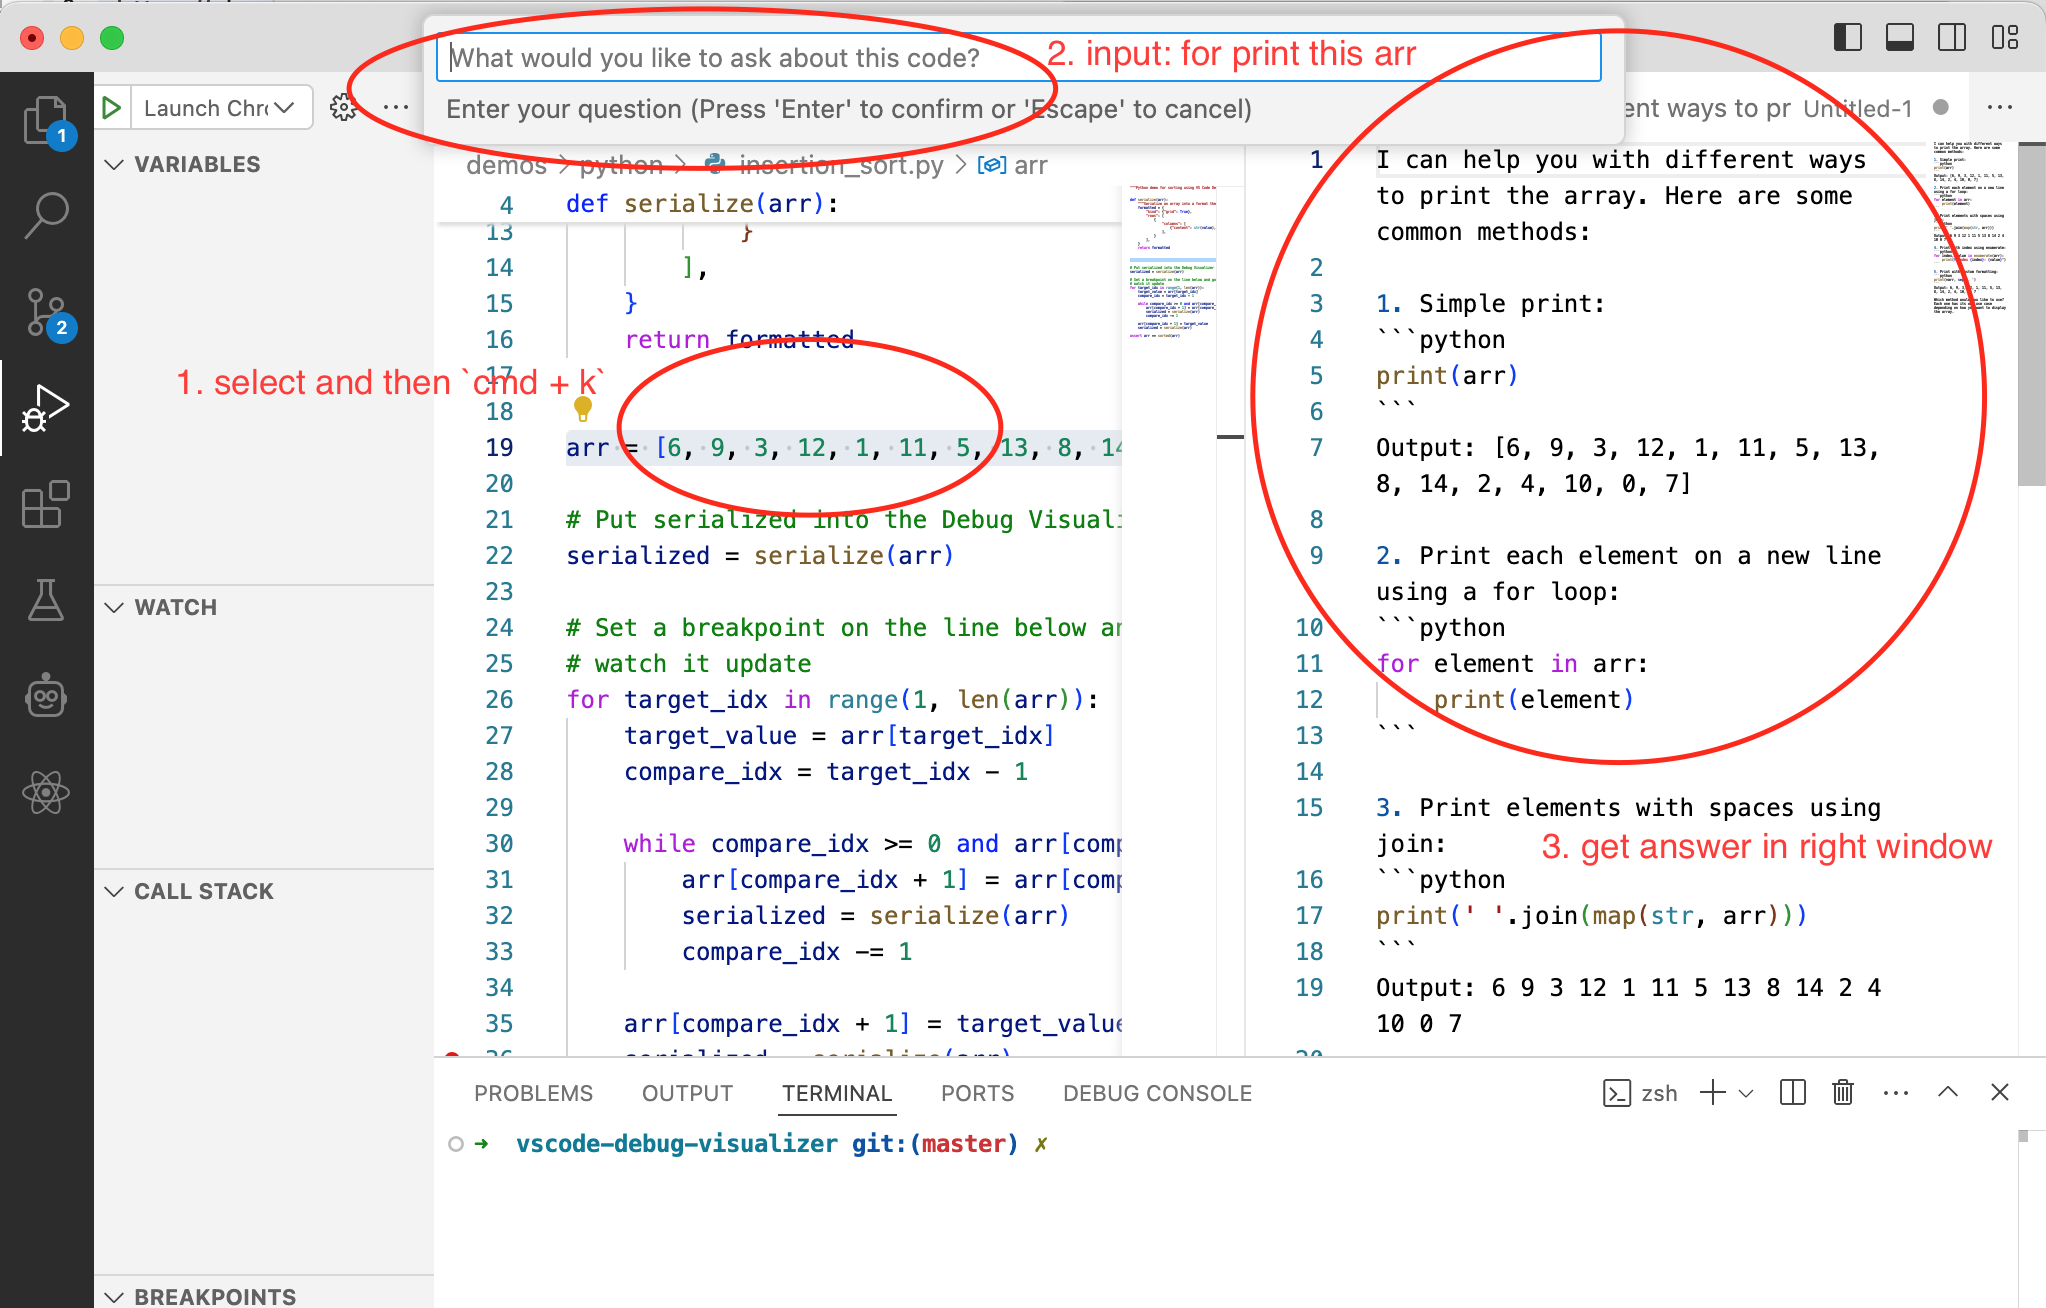 What would you like to ask about this code?
2. input: for print this arr
Enter your question (Press 'Enter' to confirm or 'Escape' to cancel)
Launch Chr
ent ways to pr Untitled-1
1
2
VARIABLES
WATCH
CALL STACK
BREAKPOINTS
demos > python > insertion_sort.py > arr
4 def serialize(arr):
13 }
14 ],
15 }
16 return formatted
17
1. select and then `cmd + k`
18
19 arr = [6, 9, 3, 12, 1, 11, 5, 13, 8, 14
20
21 # Put serialized into the Debug Visuali
22 serialized = serialize(arr)
23
24 # Set a breakpoint on the line below an
25 # watch it update
26 for target_idx in range(1, len(arr)):
27 target_value = arr[target_idx]
28 compare_idx = target_idx - 1
29
30 while compare_idx >= 0 and arr[comp
31 arr[compare_idx + 1] = arr[comp
32 serialized = serialize(arr)
33 compare_idx -= 1
34
35 arr[compare_idx + 1] = target_value
36 serialized = serialize(arr)
1 I can help you with different ways
to print the array. Here are some
common methods:
2
3 1. Simple print:
4 ```python
5 print(arr)
6 ```
7 Output: [6, 9, 3, 12, 1, 11, 5, 13,
8, 14, 2, 4, 10, 0, 7]
8
9 2. Print each element on a new line
using a for loop:
10 ```python
11 for element in arr:
12 print(element)
13 ```
14
15 3. Print elements with spaces using
join:
3. get answer in right window
16 ```python
17 print(' '.join(map(str, arr)))
18 ```
19 Output: 6 9 3 12 1 11 5 13 8 14 2 4
10 0 7
20
PROBLEMS OUTPUT TERMINAL PORTS DEBUG CONSOLE
zsh
➜ vscode-debug-visualizer git:(master) ✗